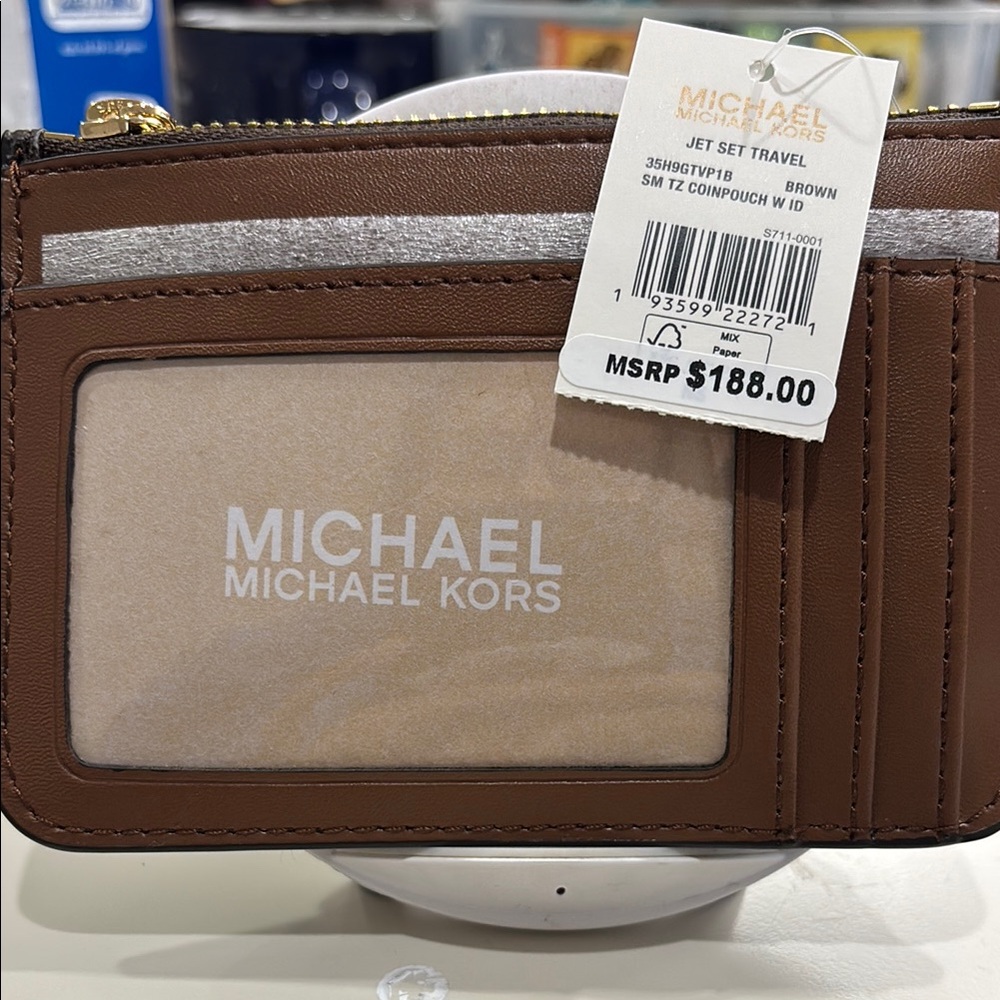 MICHAEL
MICHAEL KORS
JET SET TRAVEL
35H9GTVP1B BROWN
SM TZ COINPOUCH W ID
S711-0001
1 93599 22272 1
MIX
Paper
MSRP $188.00
MICHAEL
MICHAEL KORS